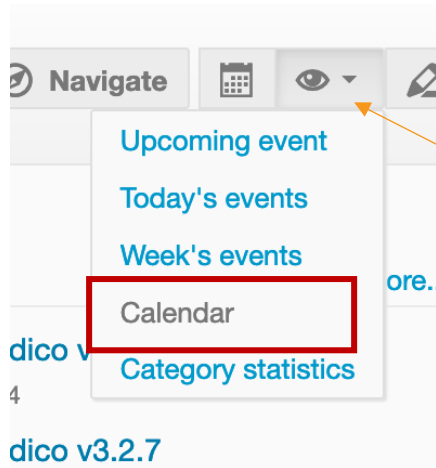 Navigate
Upcoming event
Today's events
Week's events
ore..
Calendar
dico v
Category statistics
4
dico v3.2.7